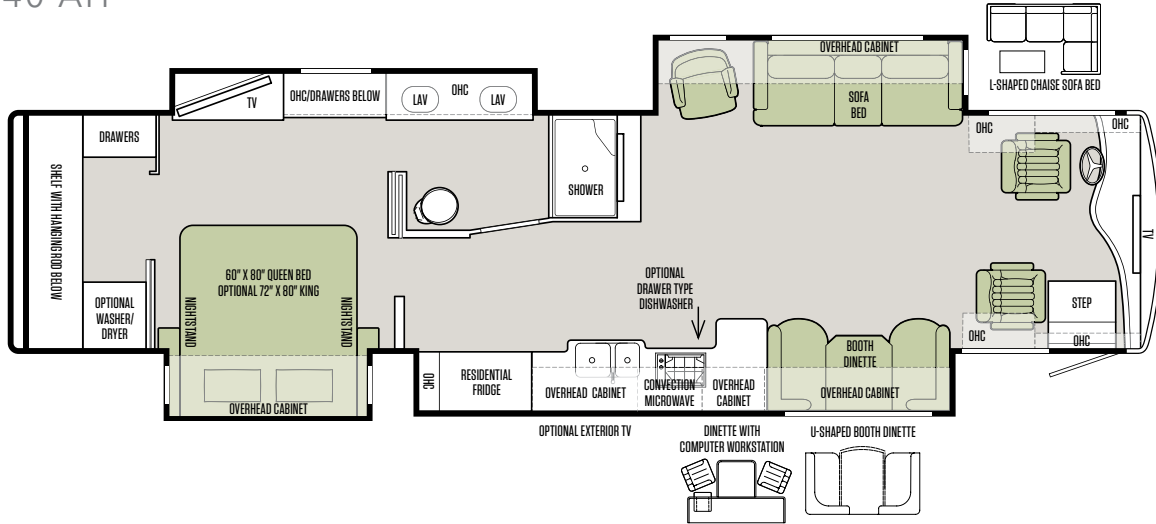 OVERHEAD CABINET
L-SHAPED CHAISE SOFA BED
TV
OHC/DRAWERS BELOW
LAV
OHC
LAV
SOFA
BED
OHC
OHC
DRAWERS
SHELF WITH HANGING ROD BELOW
SHOWER
TV
60" X 80" QUEEN BED
OPTIONAL 72" X 80" KING
NIGHTSTAND
NIGHTSTAND
OPTIONAL
WASHER/
DRYER
OPTIONAL
DRAWER TYPE
DISHWASHER
STEP
OHC
OHC
BOOTH
DINETTE
OHC
RESIDENTIAL
FRIDGE
OVERHEAD CABINET
CONVECTION
MICROWAVE
OVERHEAD
CABINET
OVERHEAD CABINET
OVERHEAD CABINET
OPTIONAL EXTERIOR TV
DINETTE WITH
COMPUTER WORKSTATION
U-SHAPED BOOTH DINETTE